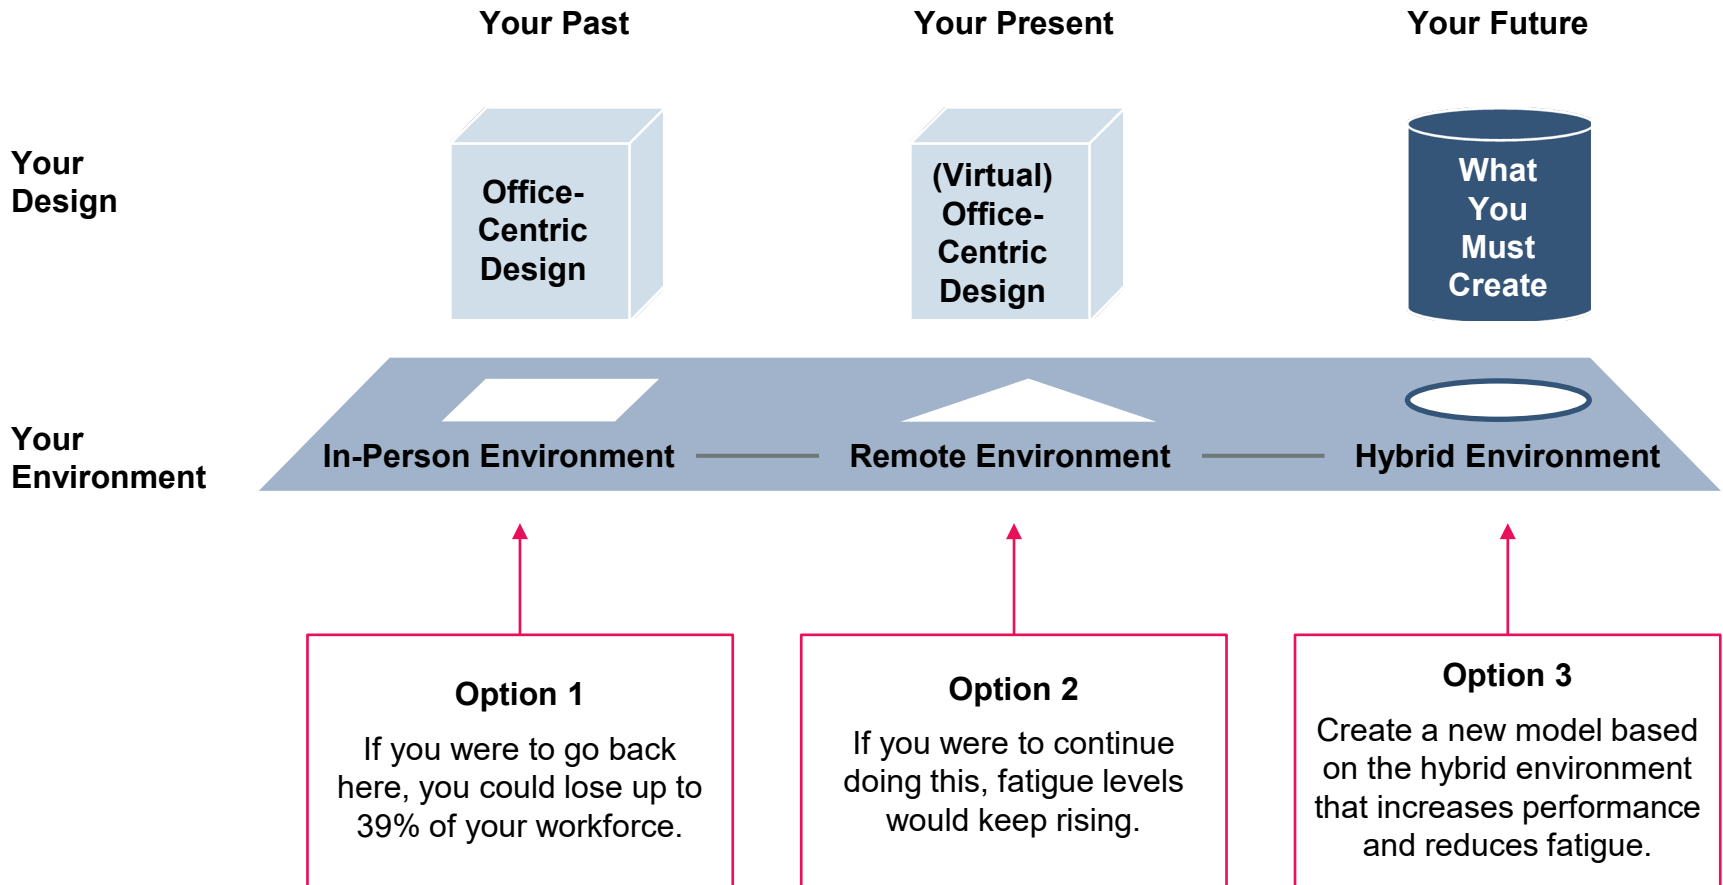 Your Past
Your Present
Your Future
Your
Design
Office-
Centric
Design
(Virtual)
Office-
Centric
Design
What
You
Must
Create
Your
Environment
In-Person Environment
Remote Environment
Hybrid Environment
Option 1
If you were to go back
here, you could lose up to
39% of your workforce.
Option 2
If you were to continue
doing this, fatigue levels
would keep rising.
Option 3
Create a new model based
on the hybrid environment
that increases performance
and reduces fatigue.